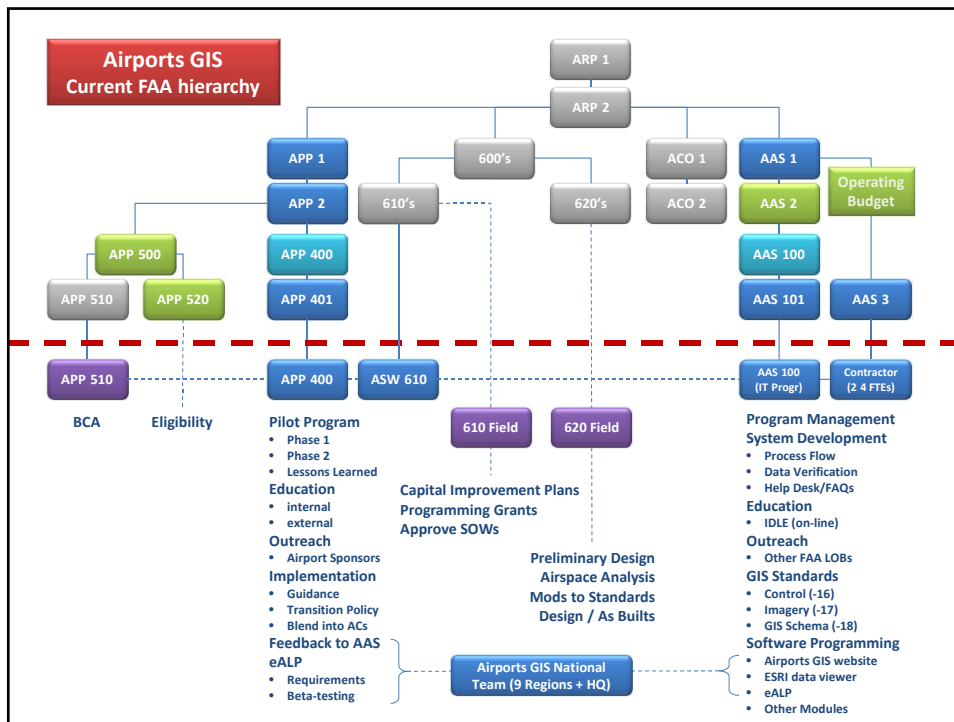 Airports GIS
Current FAA hierarchy
ARP 1
ARP 2
APP 1
600's
ACO 1
AAS 1
APP 2
610's
620's
ACO 2
AAS 2
Operating
Budget
APP 500
APP 400
AAS 100
APP 510
APP 520
APP 401
AAS 101
AAS 3
APP 510
APP 400
ASW 610
AAS 100
(IT Progr)
Contractor
(2 4 FTEs)
BCA
Eligibility
610 Field
620 Field
Pilot Program
• Phase 1
• Phase 2
• Lessons Learned
Education
• internal
• external
Outreach
• Airport Sponsors
Implementation
• Guidance
• Transition Policy
• Blend into ACs
Feedback to AAS
eALP
• Requirements
• Beta-testing
Capital Improvement Plans
Programming Grants
Approve SOWs
Preliminary Design
Airspace Analysis
Mods to Standards
Design / As Builts
Airports GIS National
Team (9 Regions + HQ)
Program Management
System Development
• Process Flow
• Data Verification
• Help Desk/FAQs
Education
• IDLE (on-line)
Outreach
• Other FAA LOBs
GIS Standards
• Control (-16)
• Imagery (-17)
• GIS Schema (-18)
Software Programming
• Airports GIS website
• ESRI data viewer
• eALP
• Other Modules